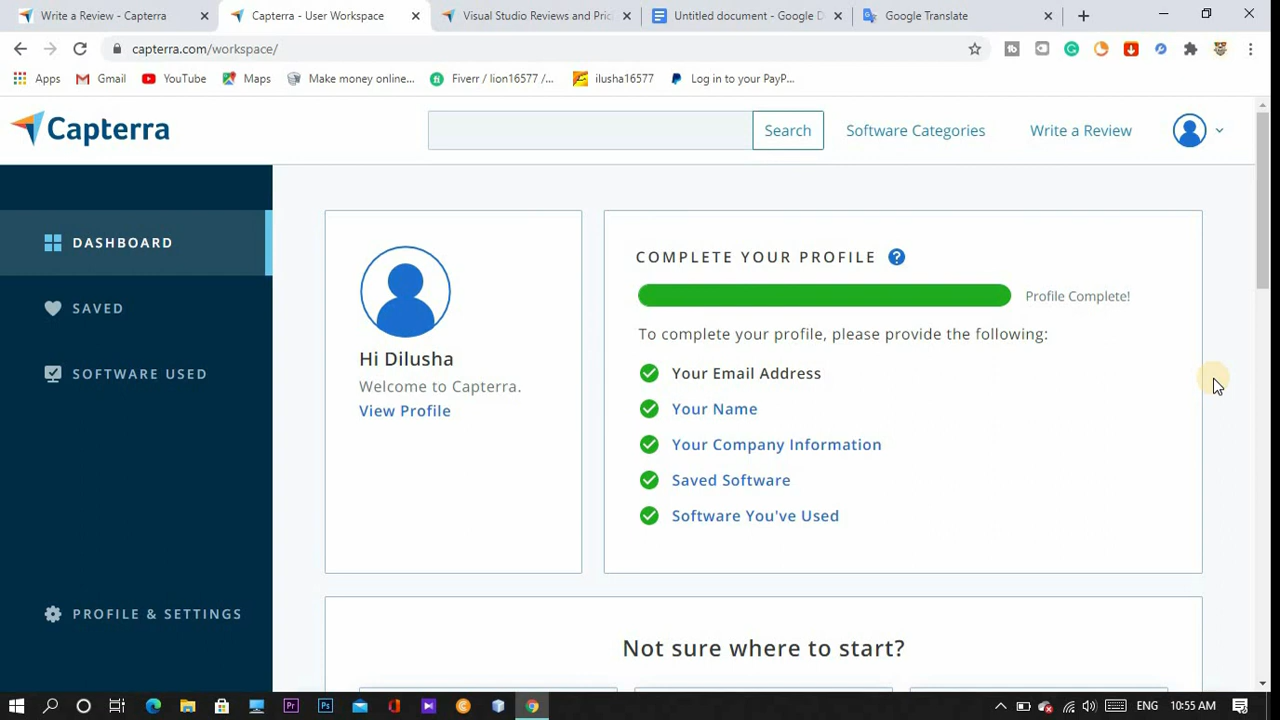 Write a Review - Capterra
Capterra - User Workspace
Visual Studio Reviews and Pric
Untitled document - Google D
Google Translate
capterra.com/workspace/
Apps
Gmail
YouTube
Maps
Make money online...
Fiverr / lion16577 /...
ilusha16577
Log in to your PayP...
Capterra
Search
Software Categories
Write a Review
DASHBOARD
SAVED
SOFTWARE USED
PROFILE & SETTINGS
Hi Dilusha
Welcome to Capterra.
View Profile
COMPLETE YOUR PROFILE ?
Profile Complete!
To complete your profile, please provide the following:
Your Email Address
Your Name
Your Company Information
Saved Software
Software You've Used
Not sure where to start?
ENG
10:55 AM